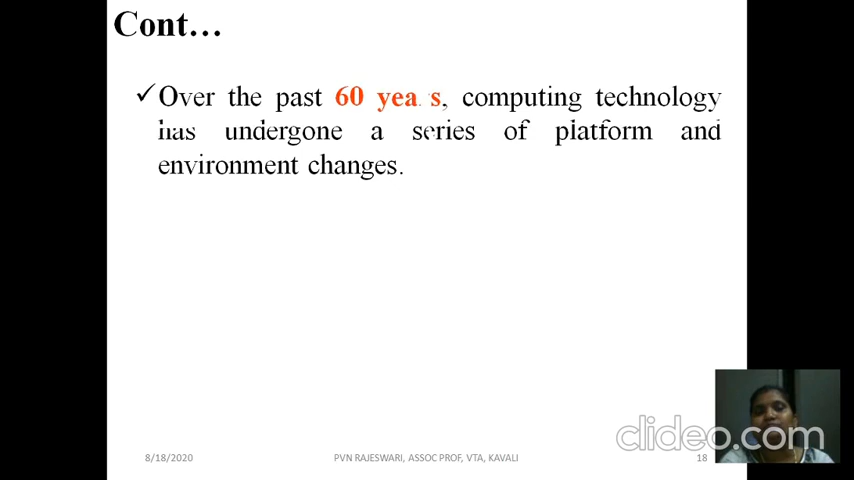 Cont...
✓Over the past 60 years, computing technology
has undergone a series of platform and
environment changes.
8/18/2020
PVN RAJESWARI, ASSOC PROF, VTA, KAVALI
18
clideo.com